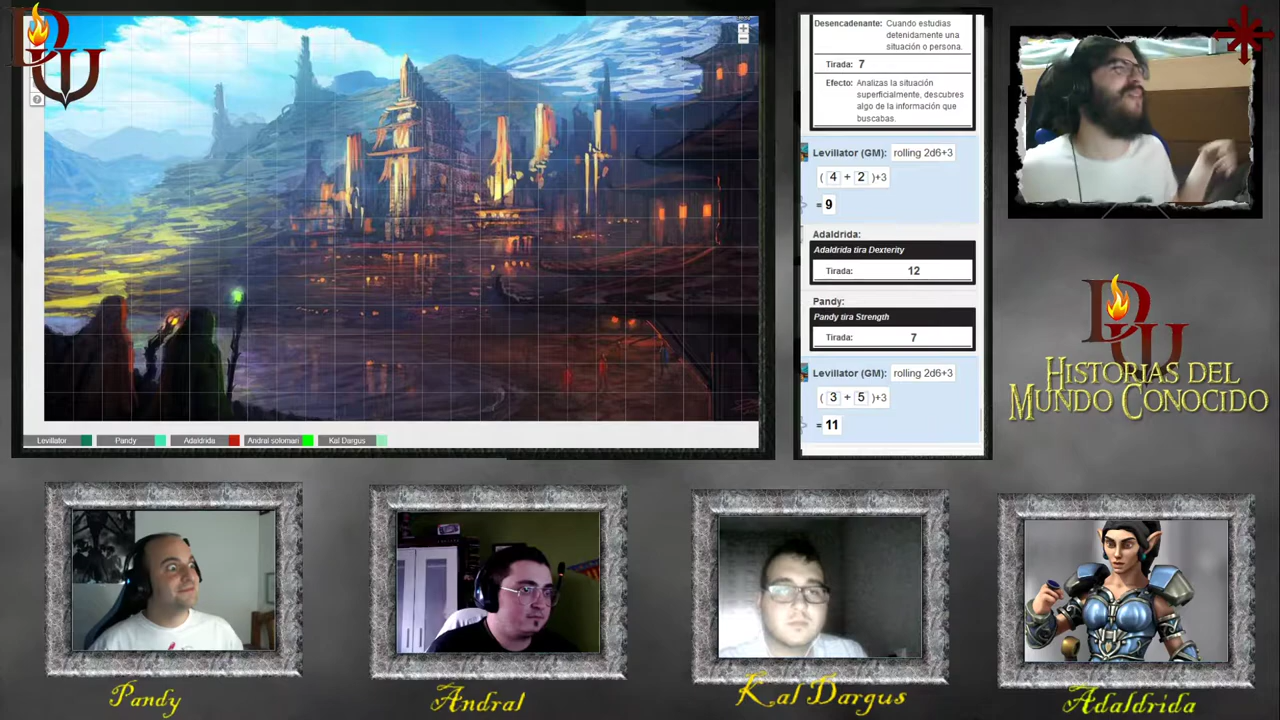 DU
?
+
−
Levillator
Pandy
Adaldrida
Andral soloman
Kal Dargus
Desencadenante: Cuando estudias
detenidamente una
situación o persona.
Tirada: 7
Efecto: Analizas la situación
superficialmente, descubres
algo de la información que
buscabas.
Levillator (GM): rolling 2d6+3
( 4 + 2 )+3
= 9
Adaldrida:
Adaldrida tira Dexterity
Tirada: 12
Pandy:
Pandy tira Strength
Tirada: 7
Levillator (GM): rolling 2d6+3
( 3 + 5 )+3
= 11
DU
Historias del
Mundo Conocido
Pandy
Andral
Kal Dargus
Adaldrida